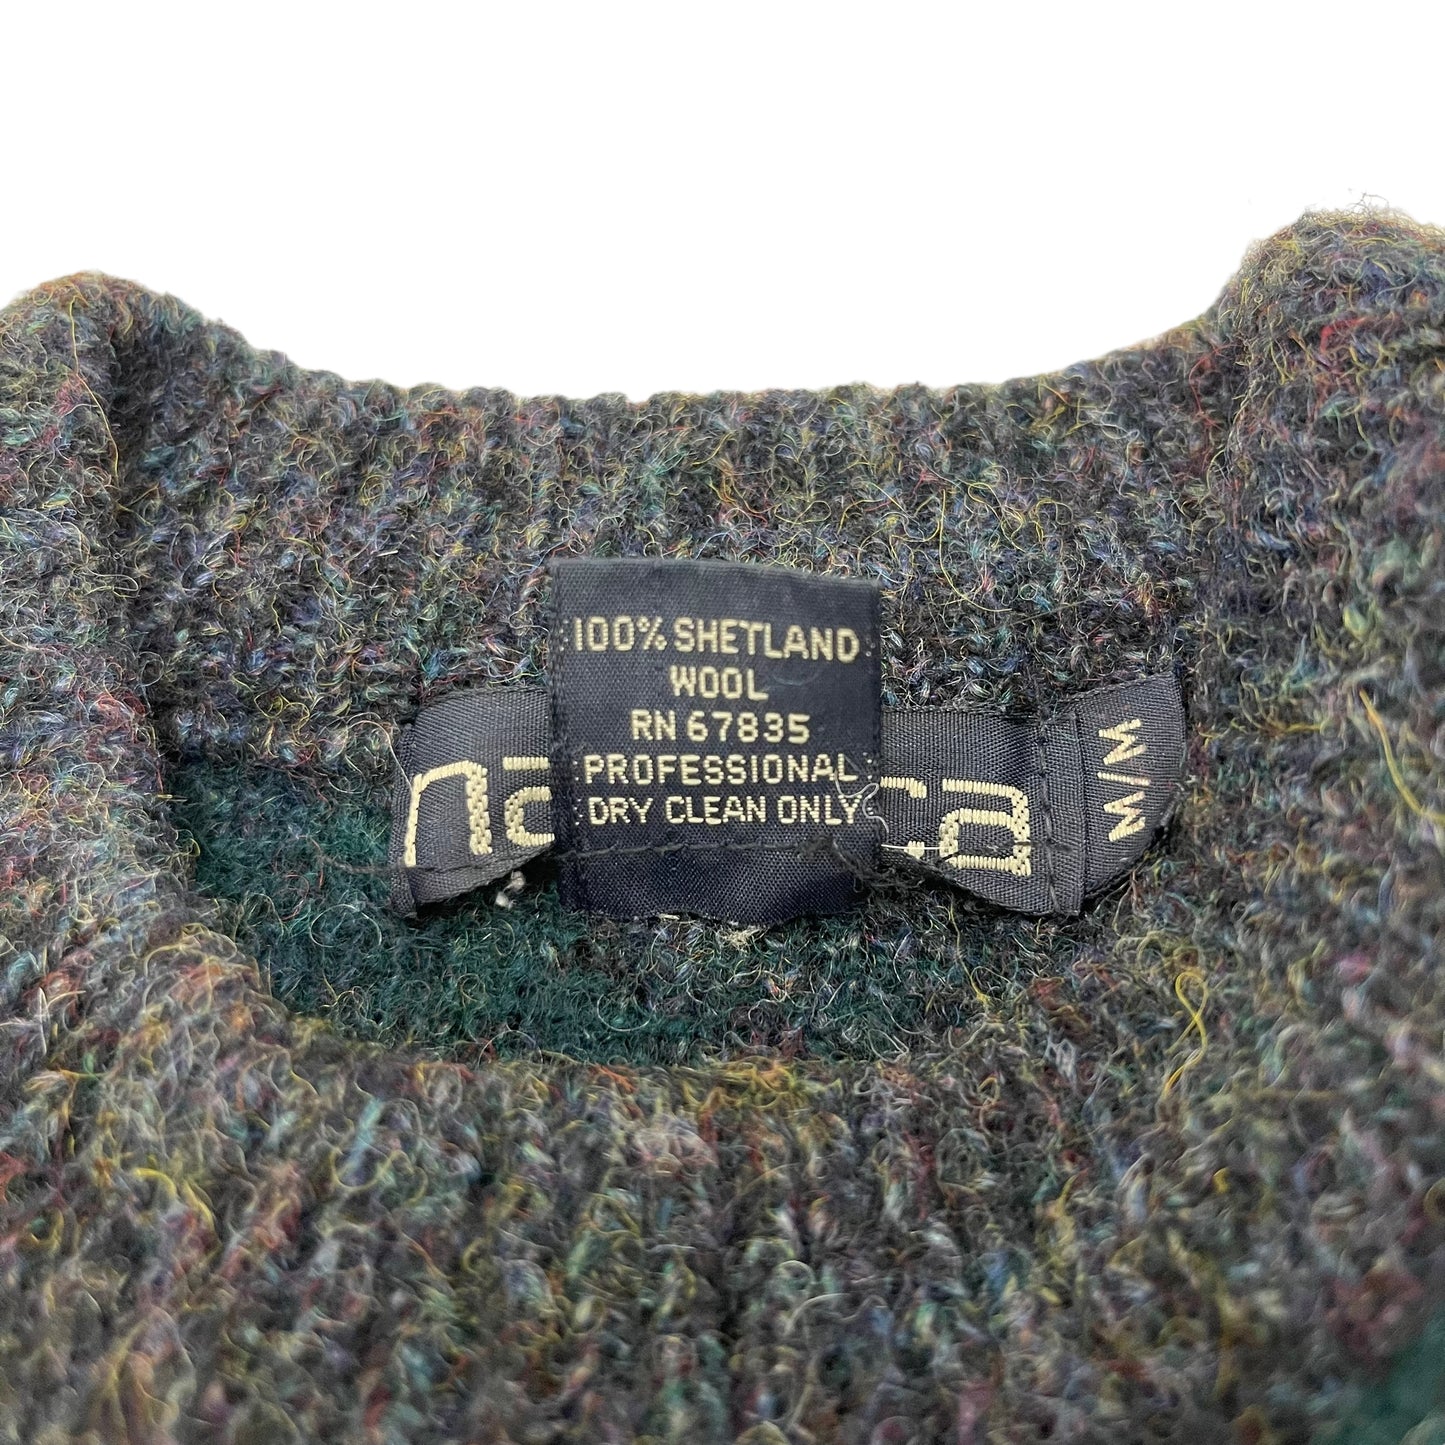 100% SHETLAND
WOOL
RN 67835
PROFESSIONAL
DRY CLEAN ONLY
M/M